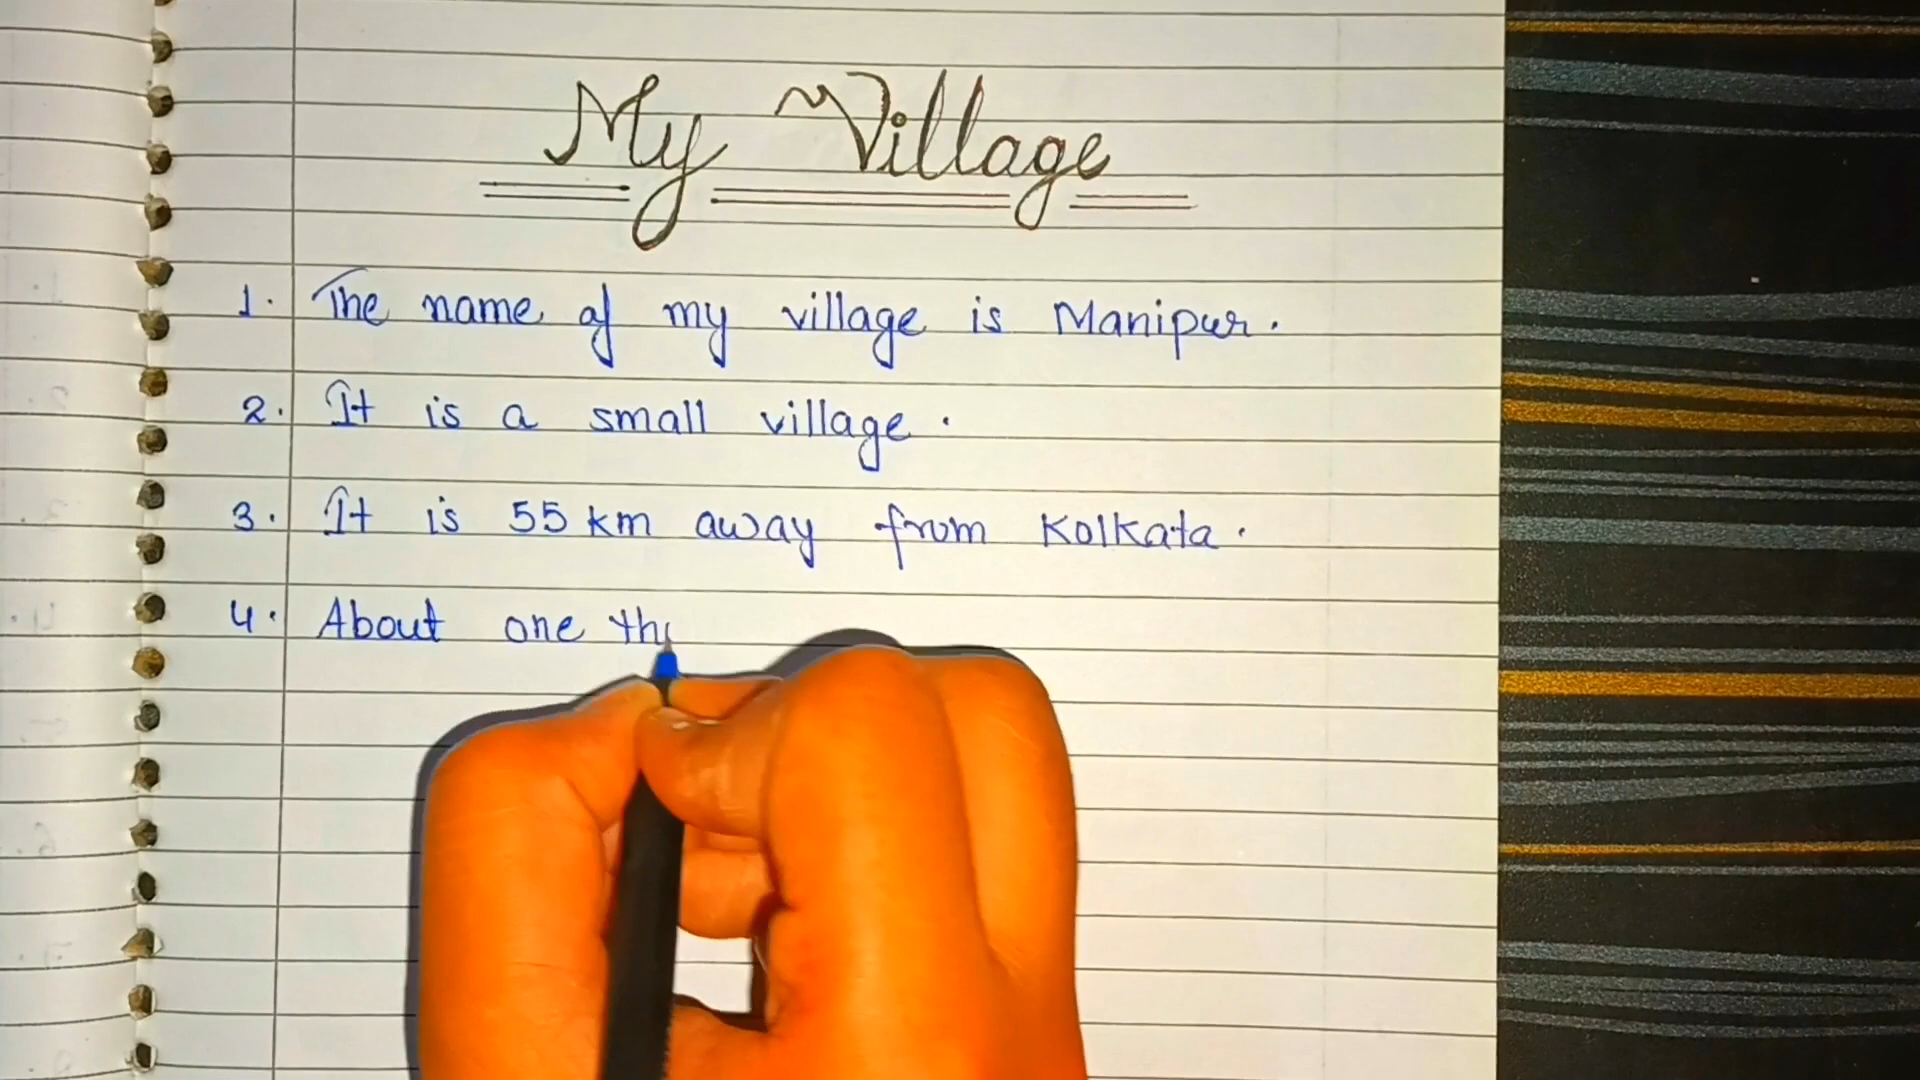 My Village
1. The name of my village is Manipur.
2. It is a small village.
3. It is 55 km away from Kolkata.
4. About one th